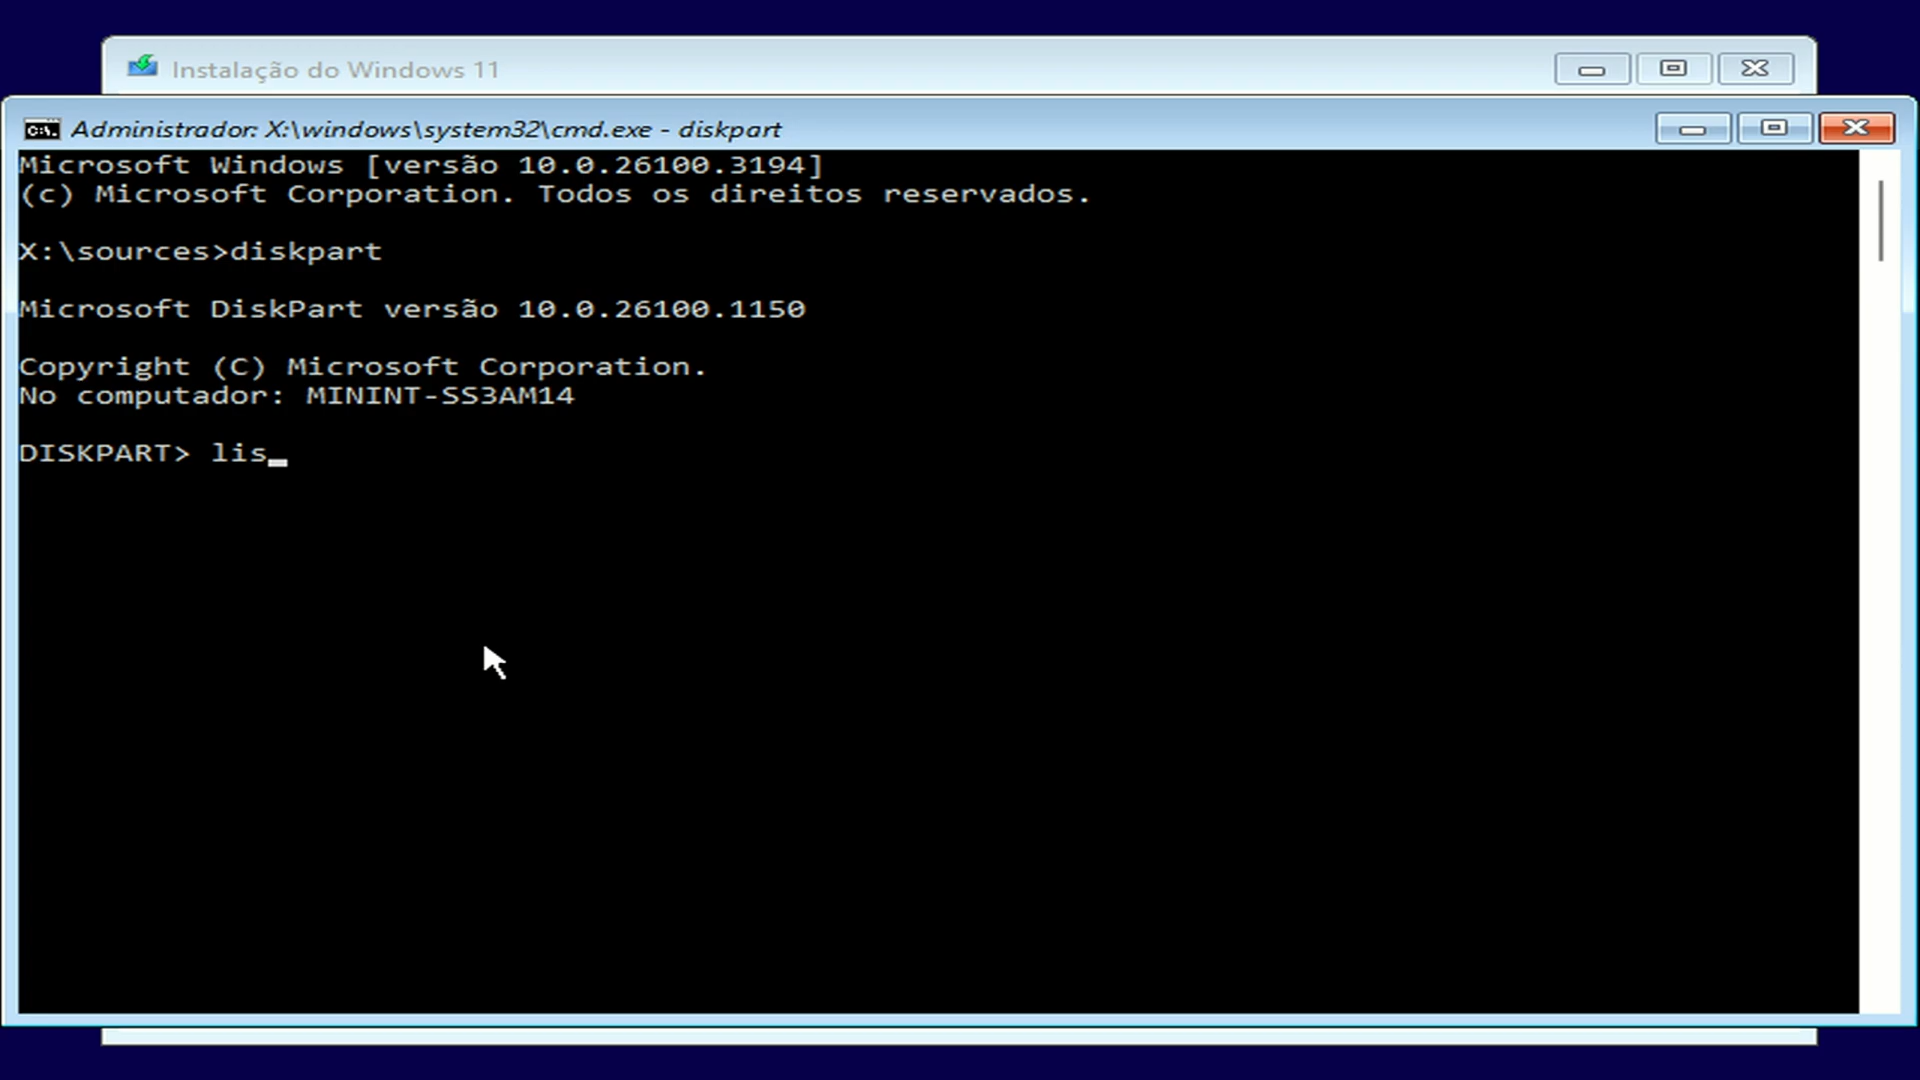 Instalação do Windows 11
Administrador: X:\windows\system32\cmd.exe - diskpart
Microsoft Windows [versão 10.0.26100.3194]
(c) Microsoft Corporation. Todos os direitos reservados.
X:\sources>diskpart
Microsoft DiskPart versão 10.0.26100.1150
Copyright (C) Microsoft Corporation.
No computador: MININT-SS3AM14
DISKPART> lis